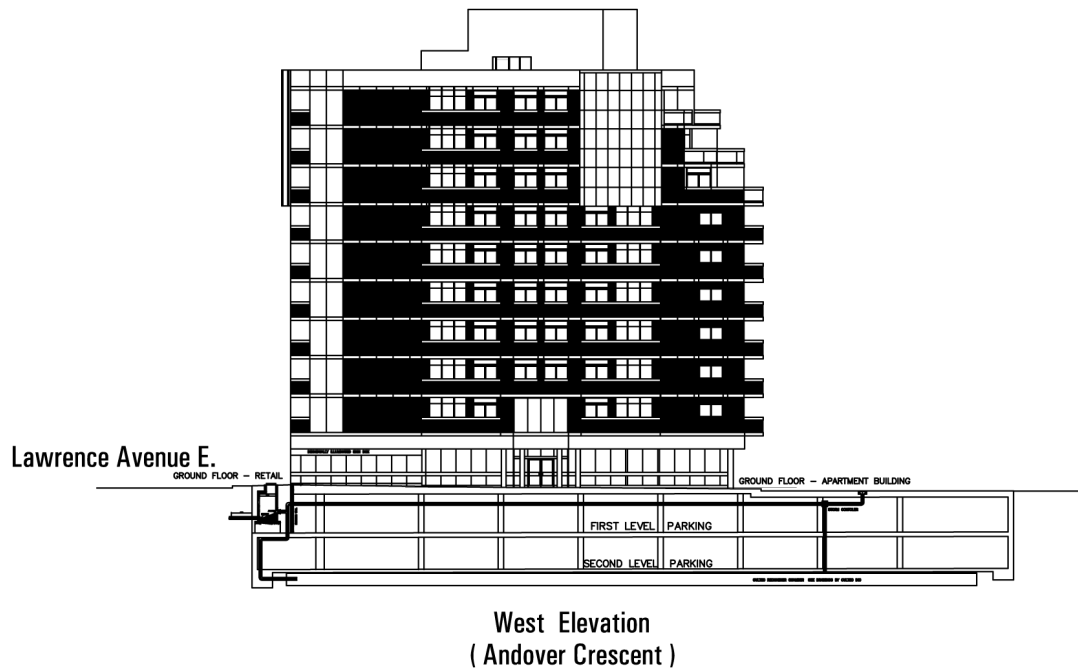 Lawrence Avenue E.
GROUND FLOOR - RETAIL
GROUND FLOOR - APARTMENT BUILDING
FIRST LEVEL PARKING
SECOND LEVEL PARKING
West Elevation
( Andover Crescent )